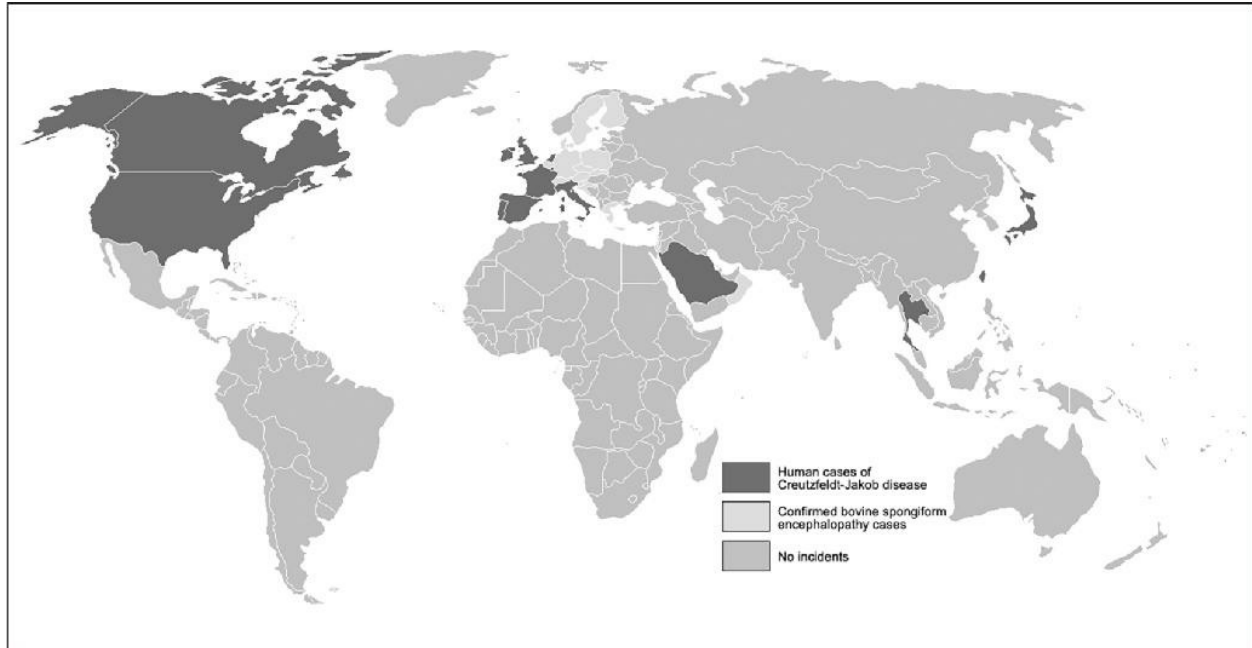 Human cases of
Creutzfeldt-Jakob disease
Confirmed bovine spongiform
encephalopathy cases
No incidents